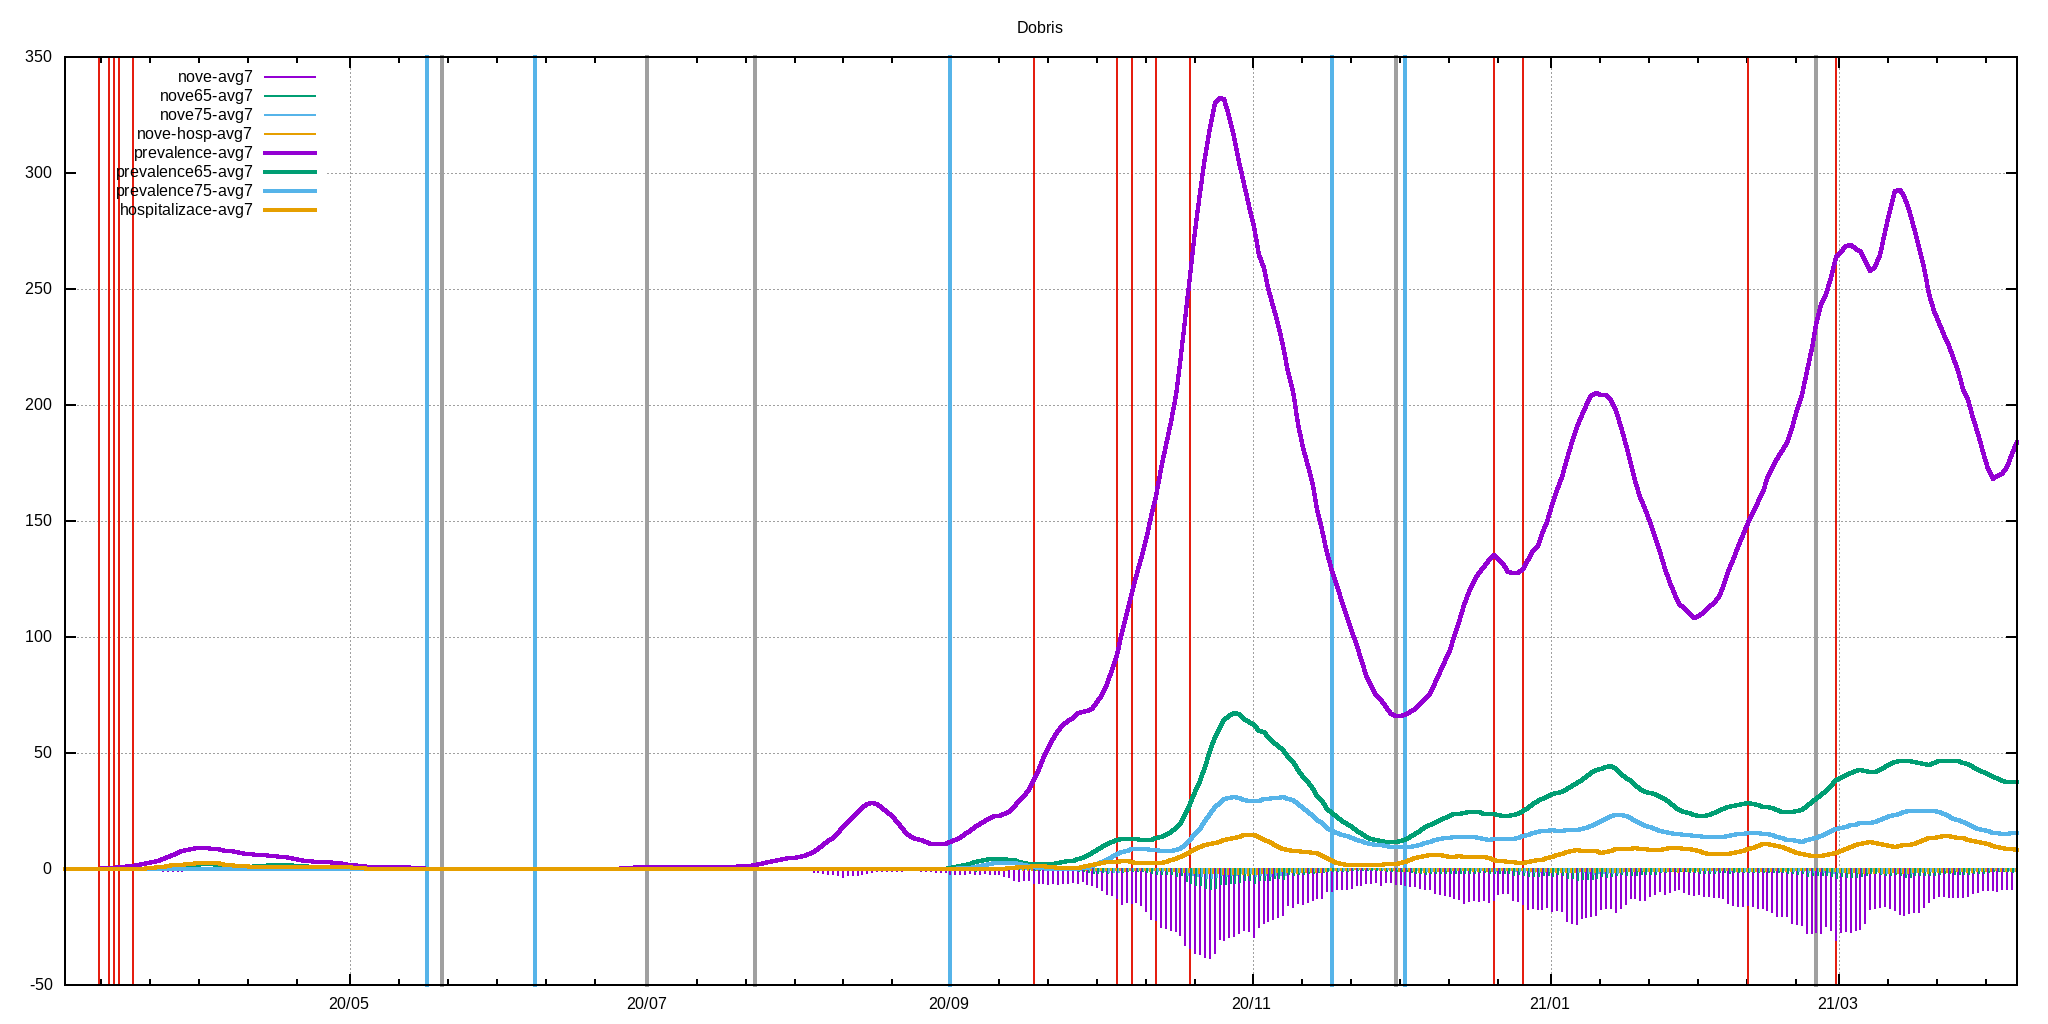 Dobris
350
300
250
200
150
100
50
0
-50
nove-avg7
nove65-avg7
nove75-avg7
nove-hosp-avg7
prevalence-avg7
prevalence65-avg7
prevalence75-avg7
hospitalizace-avg7
20/05 20/07 20/09 20/11 21/01 21/03